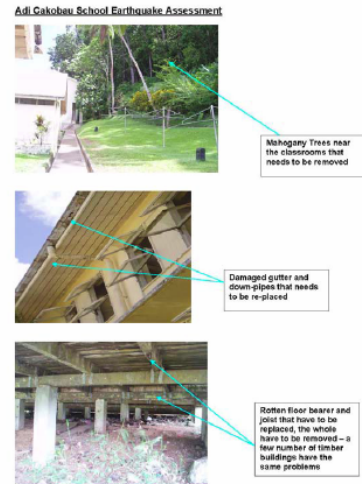 Adi Cakobau School Earthquake Assessment
Mahogany Trees near
the classrooms that
needs to be removed
Damaged gutter and
down-pipes that needs
to be re-placed
Rotten floor bearer and
joist that have to be
replaced, the whole
have to be removed – a
few number of timber
buildings have the
same problems